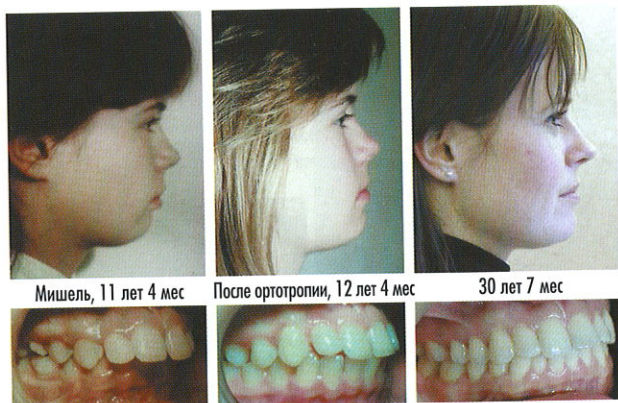 Мишель, 11 лет 4 мес
После ортотропии, 12 лет 4 мес
30 лет 7 мес